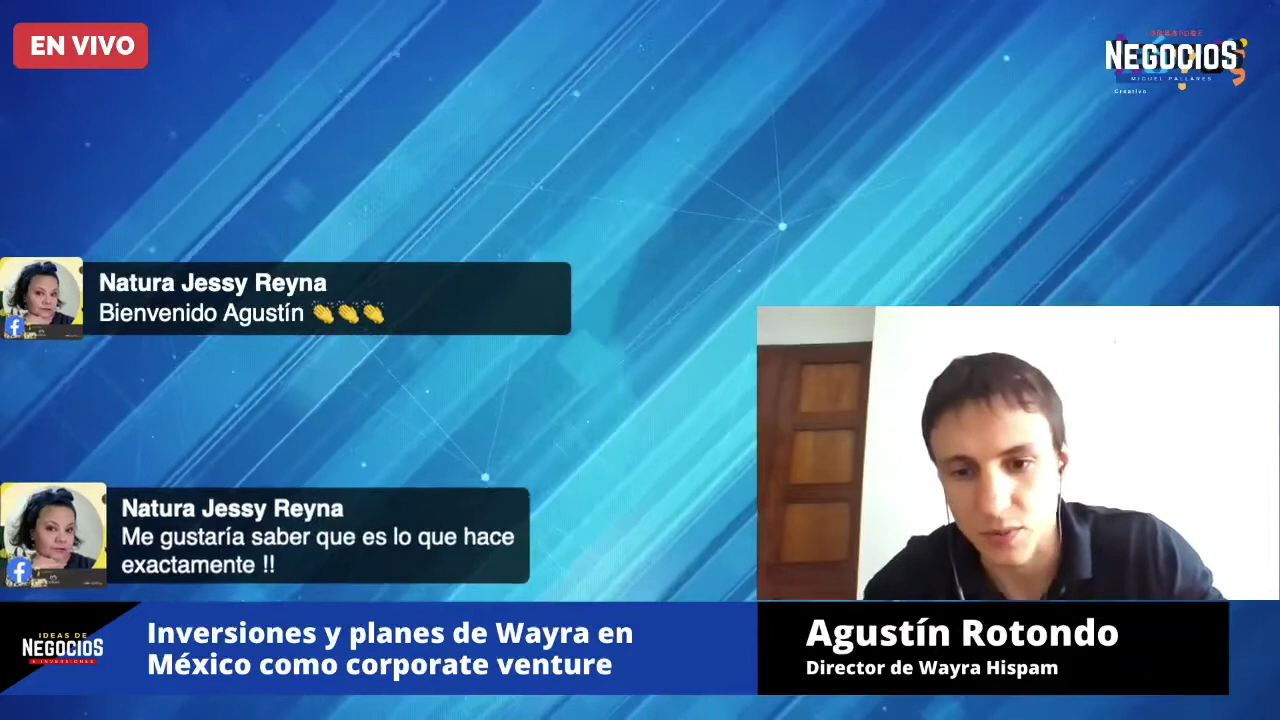 EN VIVO
NEGOCIOS
MIGUEL PALLARES
Creativo
Natura Jessy Reyna
Bienvenido Agustín 👏👏👏
Natura Jessy Reyna
Me gustaría saber que es lo que hace
exactamente !!
IDEAS DE
NEGOCIOS
E INVERSIONES
Inversiones y planes de Wayra en
México como corporate venture
Agustín Rotondo
Director de Wayra Hispam